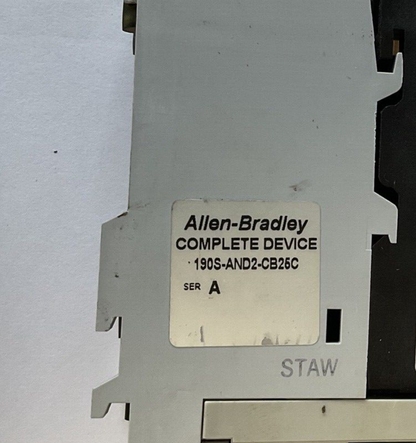 Allen-Bradley
COMPLETE DEVICE
190S-AND2-CB25C
SER A
STAW